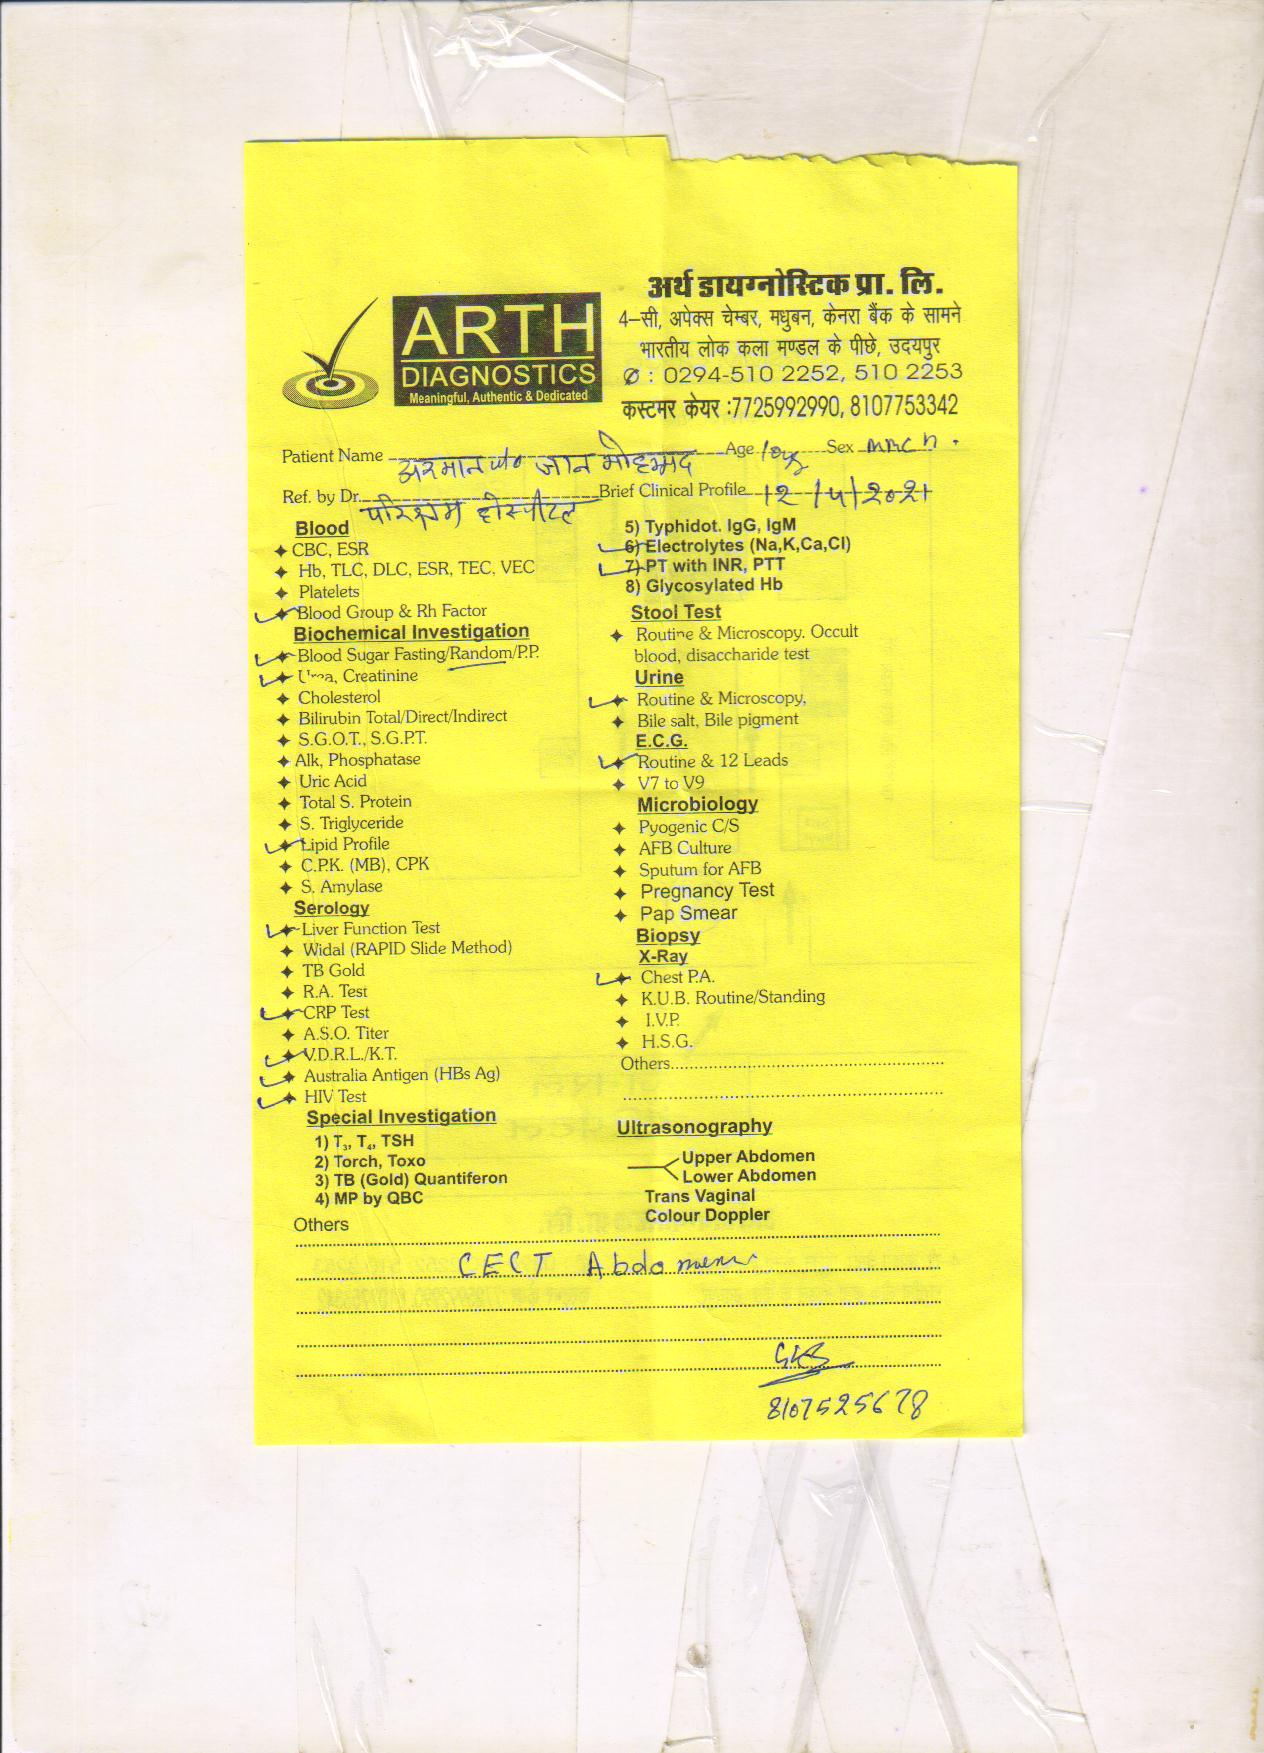 अर्थ डायग्नोस्टिक प्रा. लि.
4–सी, अपेक्स चेम्बर, मधुबन, केनरा बैंक के सामने
भारतीय लोक कला मण्डल के पीछे, उदयपुर
✆ : 0294-510 2252, 510 2253
कस्टमर केयर :7725992990, 8107753342
ARTH
DIAGNOSTICS
Meaningful, Authentic & Dedicated
Patient Name अरमान जान मोहम्मद Age Sex
Ref. by Dr. परिश्रम होस्पीटल Brief Clinical Profile 12/4/2021
Blood
CBC, ESR
Hb, TLC, DLC, ESR, TEC, VEC
Platelets
Blood Group & Rh Factor
Biochemical Investigation
Blood Sugar Fasting/Random/P.P.
Urea, Creatinine
Cholesterol
Bilirubin Total/Direct/Indirect
S.G.O.T., S.G.P.T.
Alk, Phosphatase
Uric Acid
Total S. Protein
S. Triglyceride
Lipid Profile
C.P.K. (MB), CPK
S. Amylase
Serology
Liver Function Test
Widal (RAPID Slide Method)
TB Gold
R.A. Test
CRP Test
A.S.O. Titer
V.D.R.L./K.T.
Australia Antigen (HBs Ag)
HIV Test
Special Investigation
1) T₃, T₄, TSH
2) Torch, Toxo
3) TB (Gold) Quantiferon
4) MP by QBC
5) Typhidot. IgG, IgM
6) Electrolytes (Na,K,Ca,Cl)
7) PT with INR, PTT
8) Glycosylated Hb
Stool Test
Routine & Microscopy. Occult
blood, disaccharide test
Urine
Routine & Microscopy,
Bile salt, Bile pigment
E.C.G.
Routine & 12 Leads
V7 to V9
Microbiology
Pyogenic C/S
AFB Culture
Sputum for AFB
Pregnancy Test
Pap Smear
Biopsy
X-Ray
Chest P.A.
K.U.B. Routine/Standing
I.V.P.
H.S.G.
Others
Ultrasonography
Upper Abdomen
Lower Abdomen
Trans Vaginal
Colour Doppler
Others
CECT Abdomen
8107525678